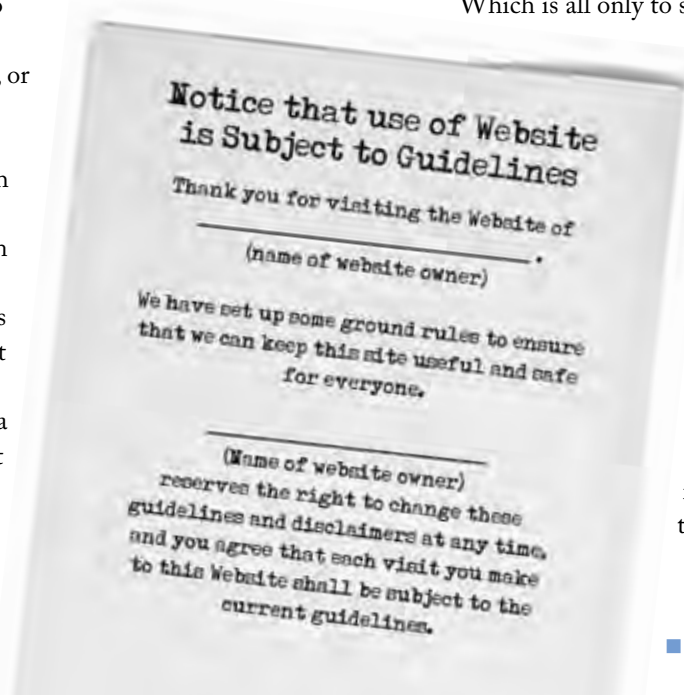 Which is all only to s
, or
Notice that use of Website
is Subject to Guidelines
Thank you for visiting the Website of
(name of website owner)
We have set up some ground rules to ensure
that we can keep this site useful and safe
for everyone.
(Name of website owner)
reserves the right to change these
guidelines and disclaimers at any time,
and you agree that each visit you make
to this Website shall be subject to the
current guidelines.